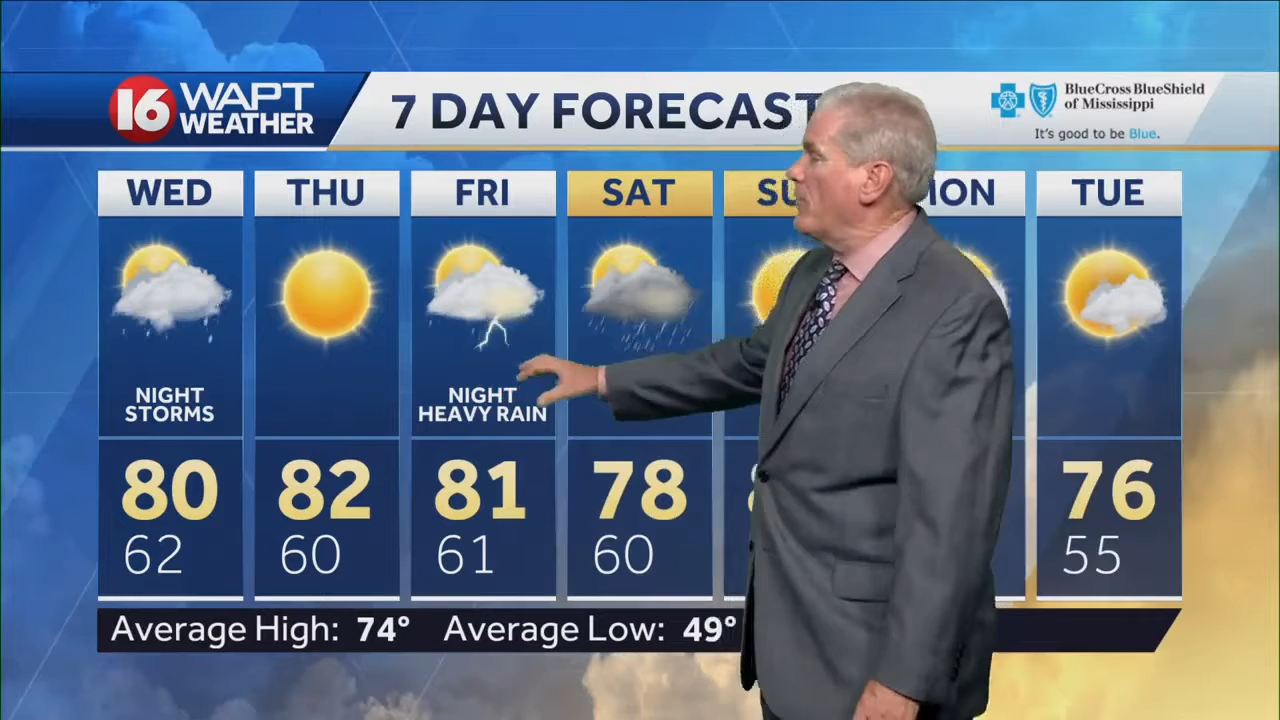 16 WAPT
WEATHER
7 DAY FORECAST
BlueCross BlueShield
of Mississippi
It's good to be Blue.
WED THU FRI SAT TUE
NIGHT
STORMS
NIGHT
HEAVY RAIN
80 82 81 78 76
62 60 61 60 55
Average High: 74° Average Low: 49°